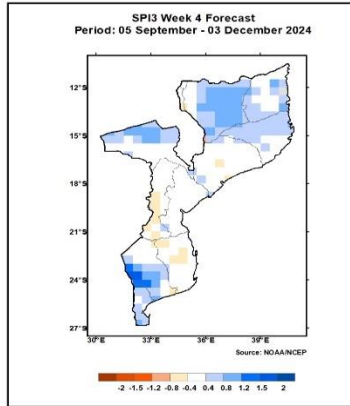 SPI3 Week 4 Forecast
Period: 05 September - 03 December 2024
12°S
15°S
18°S
21°S
24°S
27°S
30°E 33°E 36°E 39°E
Source: NOAA/NCEP
-2 -1.5 -1.2 -0.8 -0.4 0.4 0.8 1.2 1.5 2